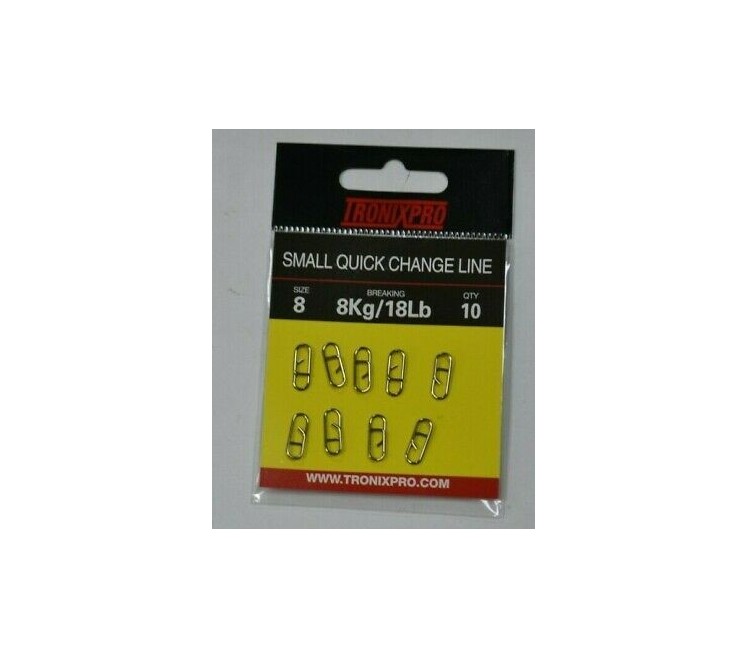 TRONIXPRO
SMALL QUICK CHANGE LINE
SIZE BREAKING QTY
8 8Kg/18Lb 10
WWW.TRONIXPRO.COM